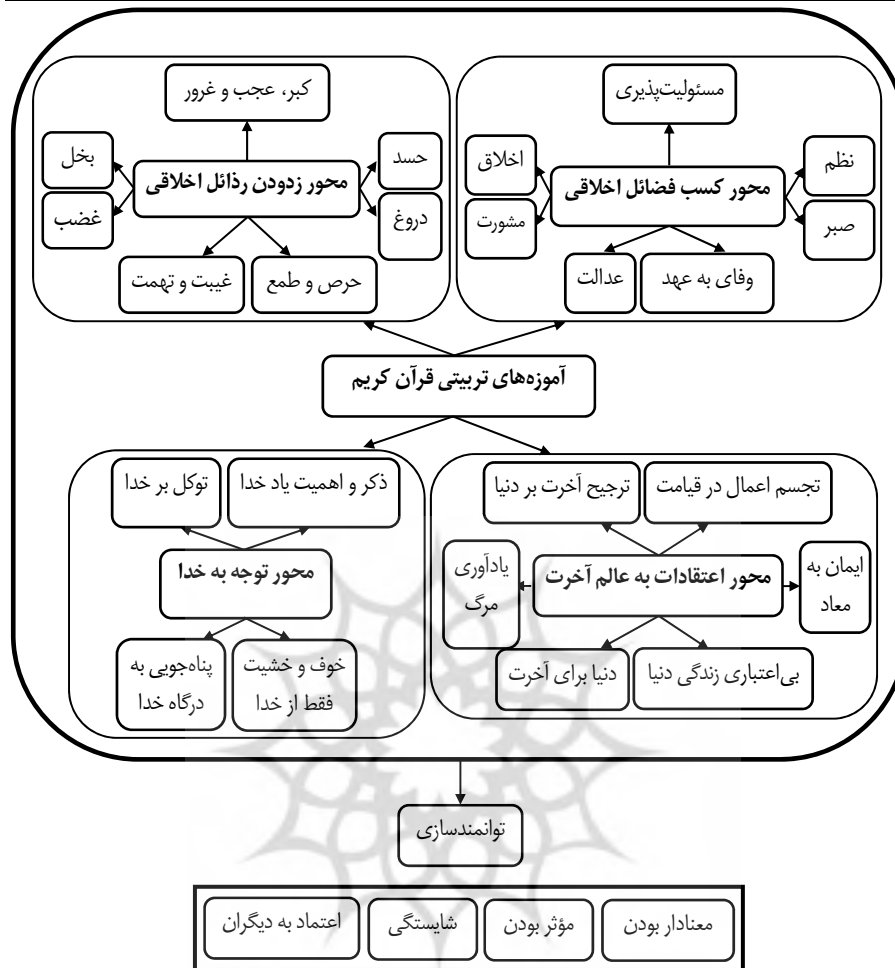 مسئولیت‌پذیری
اخلاق
نظم
محور کسب فضائل اخلاقی
مشورت
صبر
عدالت
وفای به عهد
کبر، عجب و غرور
بخل
حسد
محور زدودن رذائل اخلاقی
غضب
دروغ
غیبت و تهمت
حرص و طمع
آموزه‌های تربیتی قرآن کریم
تجسم اعمال در قیامت
ترجیح آخرت بر دنیا
ایمان به
معاد
محور اعتقادات به عالم آخرت
یادآوری
مرگ
بی‌اعتباری زندگی دنیا
دنیا برای آخرت
ذکر و اهمیت یاد خدا
توکل بر خدا
محور توجه به خدا
خوف و خشیت
فقط از خدا
پناه‌جویی به
درگاه خدا
توانمندسازی
معنادار بودن
مؤثر بودن
شایستگی
اعتماد به دیگران